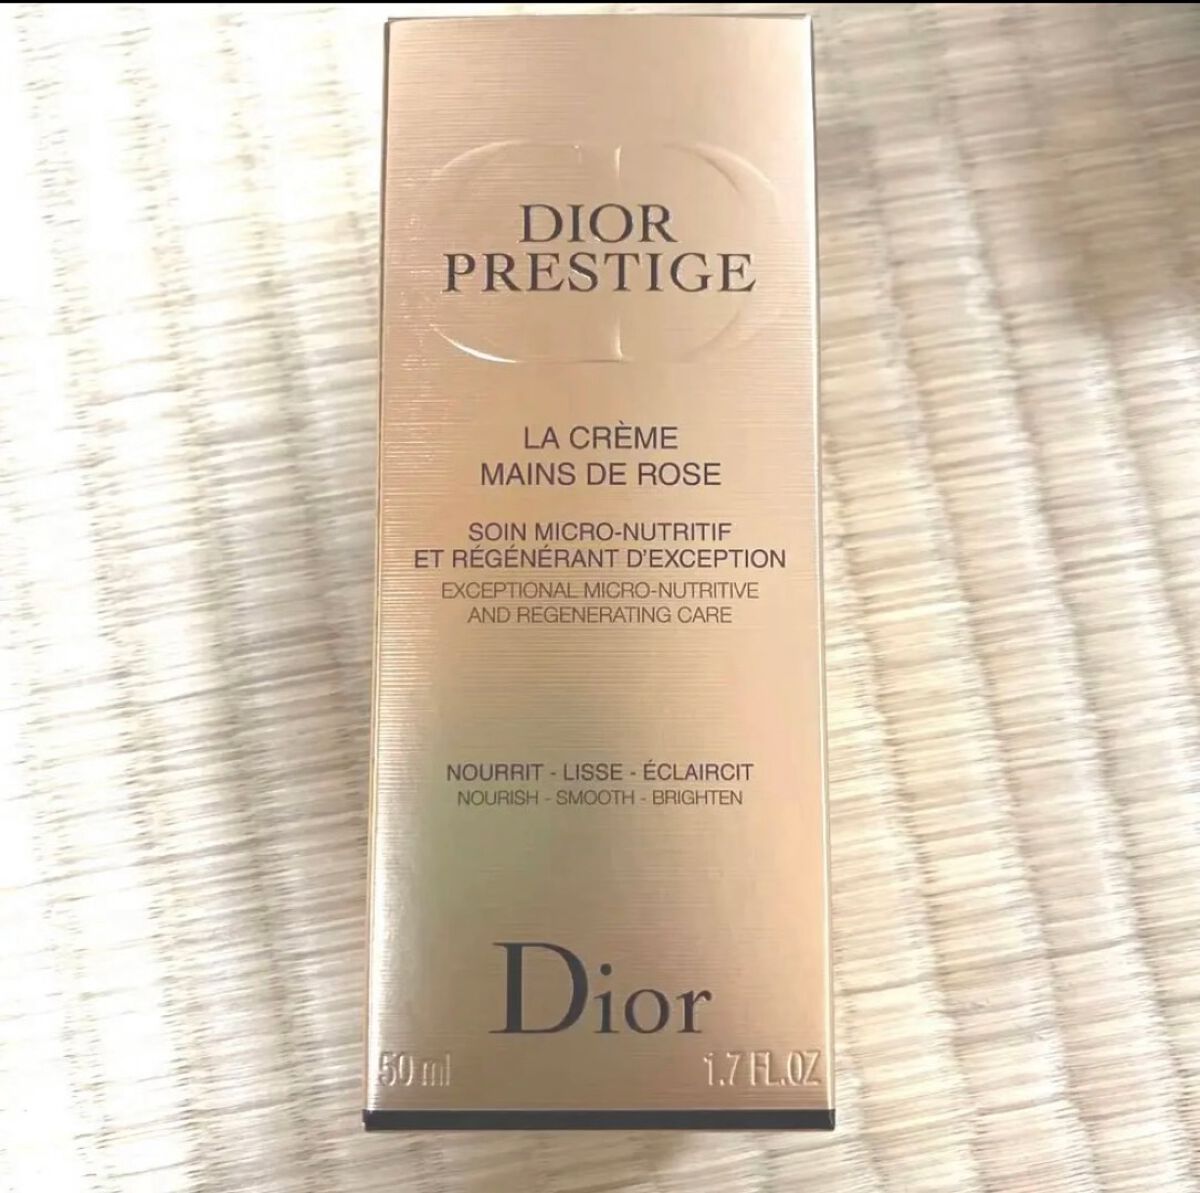 DIOR
PRESTIGE
LA CRÈME
MAINS DE ROSE
SOIN MICRO-NUTRITIF
ET RÉGÉNÉRANT D'EXCEPTION
EXCEPTIONAL MICRO-NUTRITIVE
AND REGENERATING CARE
NOURRIT - LISSE - ÉCLAIRCIT
NOURISH - SMOOTH - BRIGHTEN
Dior
50 ml 1.7 FL.OZ